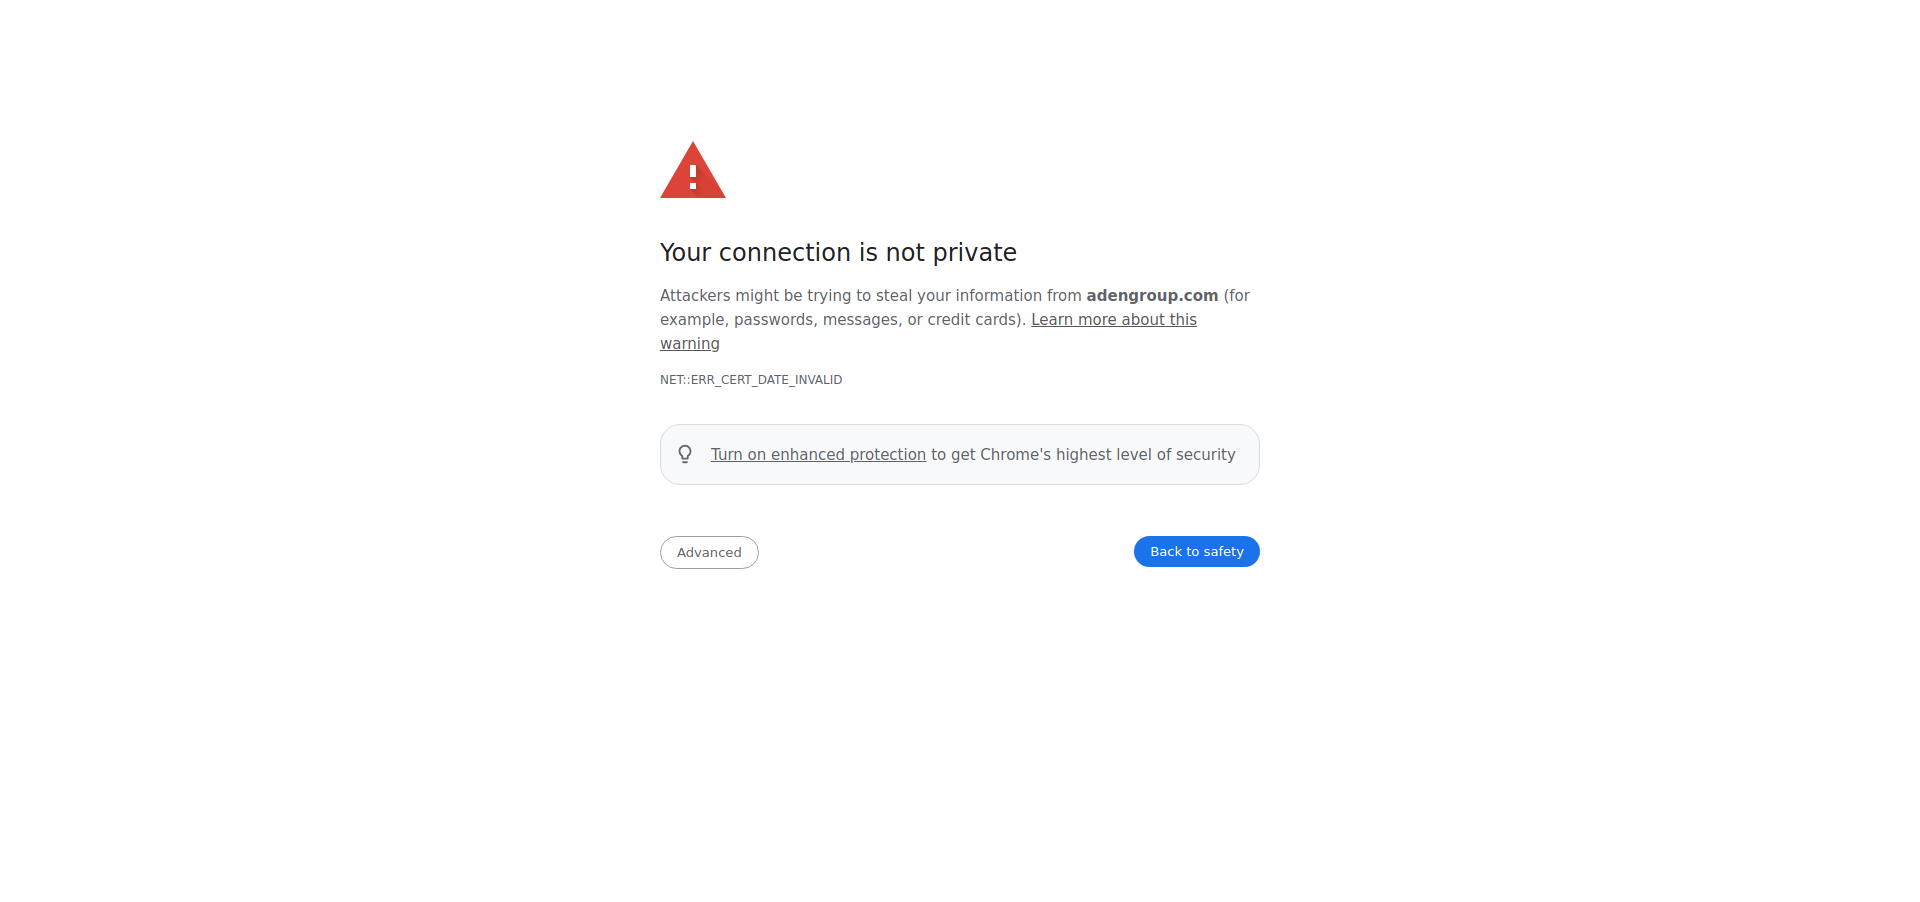 Your connection is not private
Attackers might be trying to steal your information from adengroup.com (for
example, passwords, messages, or credit cards). Learn more about this
warning
NET::ERR_CERT_DATE_INVALID
Turn on enhanced protection to get Chrome's highest level of security
Advanced
Back to safety